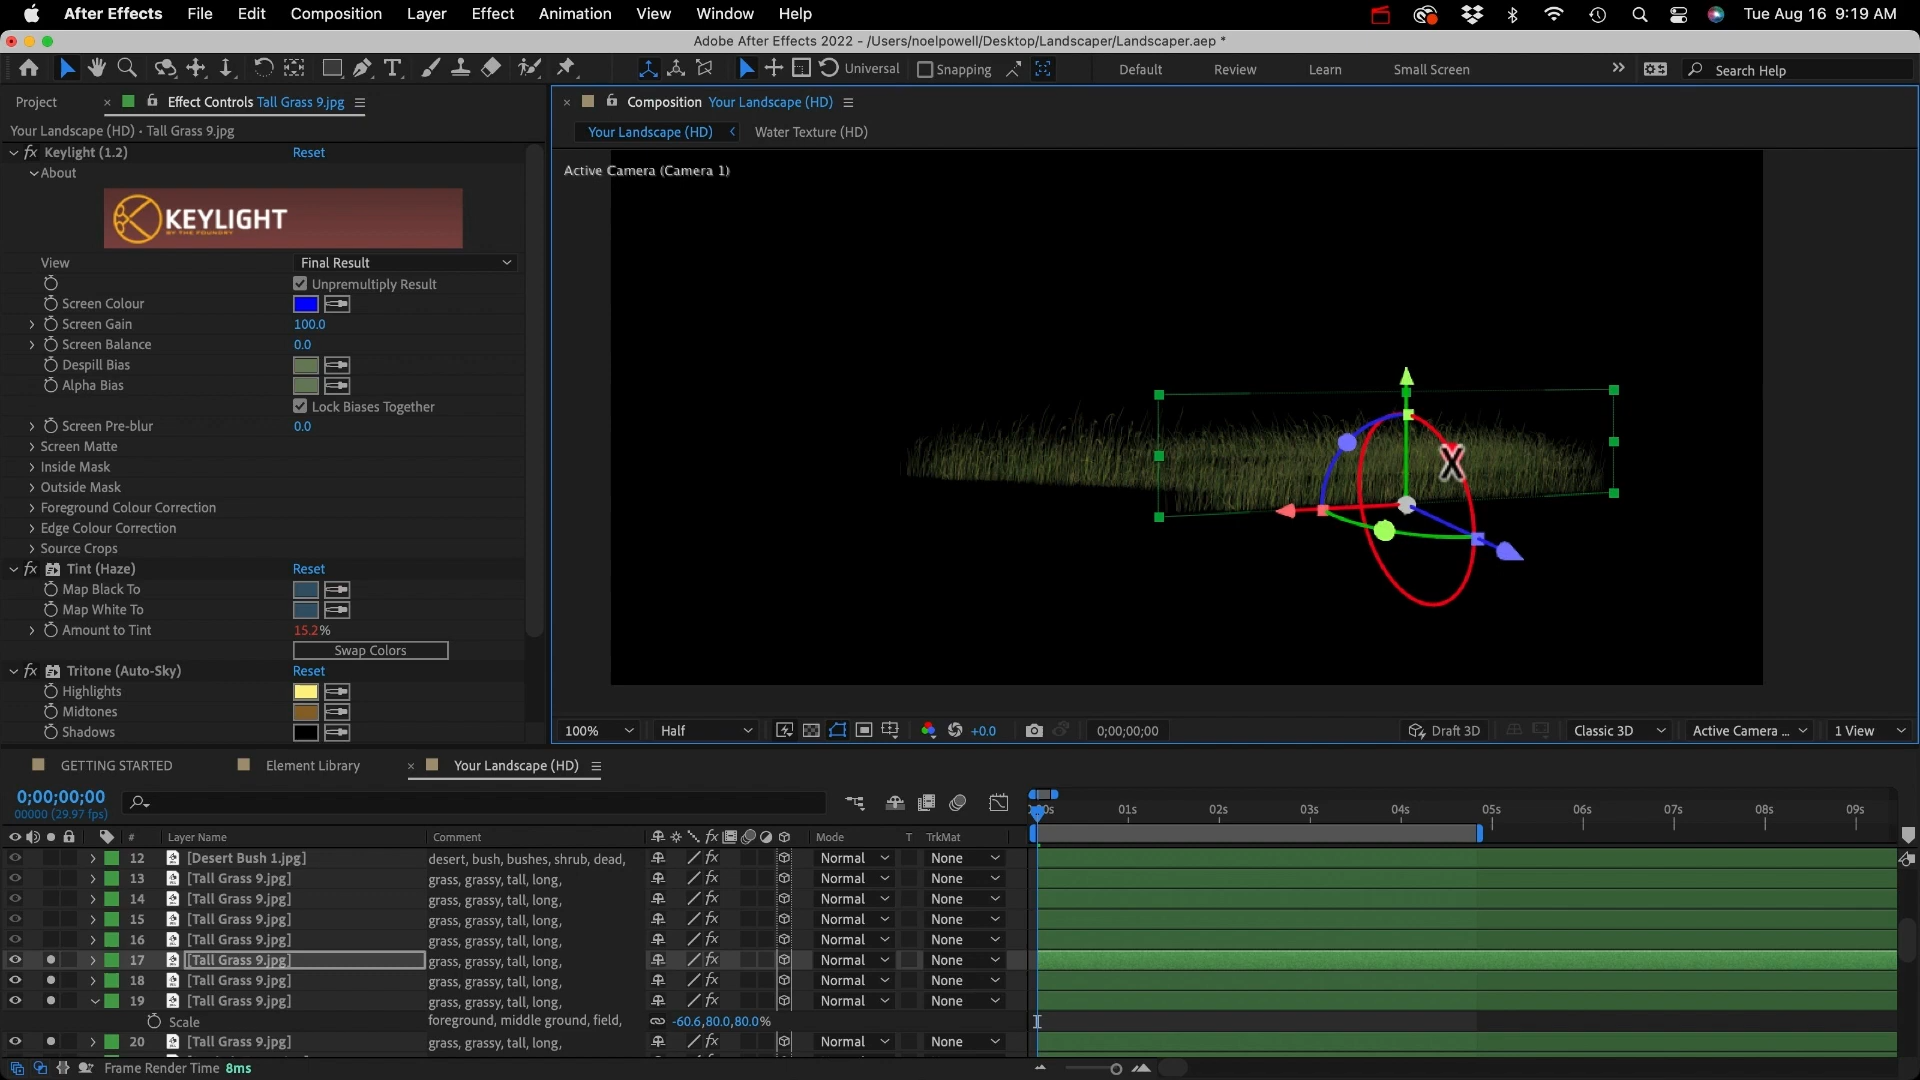 After Effects File Edit Composition Layer Effect Animation View Window Help Tue Aug 16 9:19 AM
Adobe After Effects 2022 - /Users/noelpowell/Desktop/Landscaper/Landscaper.aep *
Universal Snapping Default Review Learn Small Screen Search Help
Project Effect Controls Tall Grass 9.jpg
Your Landscape (HD) • Tall Grass 9.jpg
Keylight (1.2) Reset
About
KEYLIGHT
BY THE FOUNDRY
View Final Result
Unpremultiply Result
Screen Colour
Screen Gain 100.0
Screen Balance 0.0
Despill Bias
Alpha Bias
Lock Biases Together
Screen Pre-blur 0.0
Screen Matte
Inside Mask
Outside Mask
Foreground Colour Correction
Edge Colour Correction
Source Crops
Tint (Haze) Reset
Map Black To
Map White To
Amount to Tint 15.2%
Swap Colors
Tritone (Auto-Sky) Reset
Highlights
Midtones
Shadows
Composition Your Landscape (HD)
Your Landscape (HD) Water Texture (HD)
Active Camera (Camera 1)
X
100% Half +0.0 0;00;00;00 Draft 3D Classic 3D Active Camera ... 1 View
GETTING STARTED Element Library Your Landscape (HD)
0;00;00;00
00000 (29.97 fps)
01s 02s 03s 04s 05s 06s 07s 08s 09s
# Layer Name Comment Mode T TrkMat
12 [Desert Bush 1.jpg] desert, bush, bushes, shrub, dead, Normal None
13 [Tall Grass 9.jpg] grass, grassy, tall, long, Normal None
14 [Tall Grass 9.jpg] grass, grassy, tall, long, Normal None
15 [Tall Grass 9.jpg] grass, grassy, tall, long, Normal None
16 [Tall Grass 9.jpg] grass, grassy, tall, long, Normal None
17 [Tall Grass 9.jpg] grass, grassy, tall, long, Normal None
18 [Tall Grass 9.jpg] grass, grassy, tall, long, Normal None
19 [Tall Grass 9.jpg] grass, grassy, tall, long, Normal None
Scale foreground, middle ground, field, -60.6,80.0,80.0%
20 [Tall Grass 9.jpg] grass, grassy, tall, long, Normal None
Frame Render Time 8ms